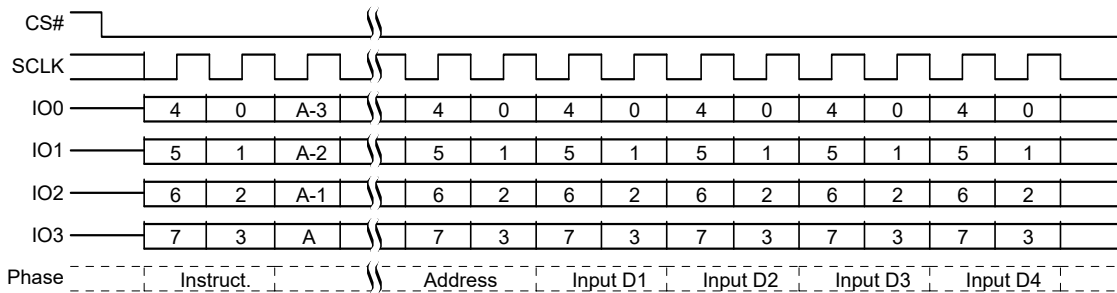 CS#
SCLK
IO0 4 0 A-3 4 0 4 0 4 0 4 0 4 0
IO1 5 1 A-2 5 1 5 1 5 1 5 1 5 1
IO2 6 2 A-1 6 2 6 2 6 2 6 2 6 2
IO3 7 3 A 7 3 7 3 7 3 7 3 7 3
Phase Instruct. Address Input D1 Input D2 Input D3 Input D4